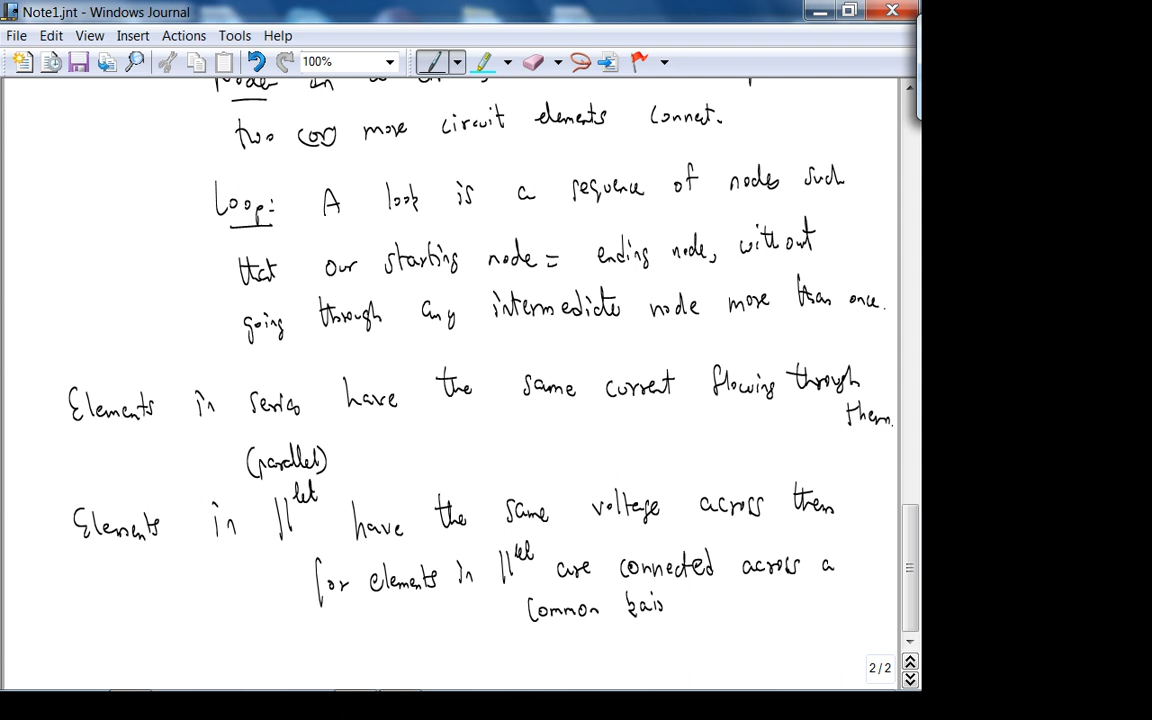 Note1.jnt - Windows Journal
File Edit View Insert Actions Tools Help
100%
Node: in a
two (or) more circuit elements connect.
Loop: A loop is a sequence of nodes such
that our starting node = ending node, without
going through any intermediate node more than once.
Elements in series have the same current flowing through
them.
(parallel)
Elements in ||let have the same voltage across them
for elements in ||el are connected across a
common pair
2/2